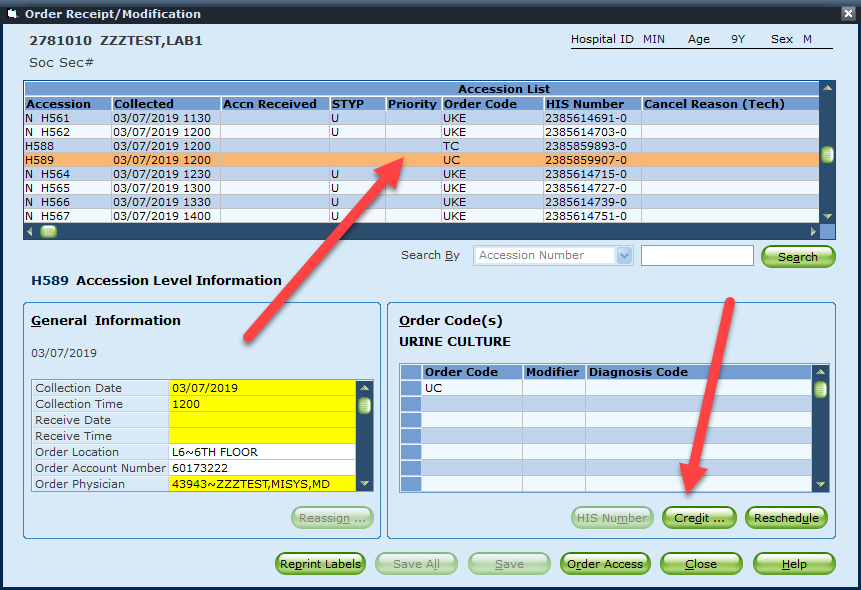 Order Receipt/Modification
2781010 ZZZTEST,LAB1
Hospital ID MIN Age 9Y Sex M
Soc Sec#
Accession List
Accession Collected Accn Received STYP Priority Order Code HIS Number Cancel Reason (Tech)
N H561 03/07/2019 1130 U UKE 2385614691-0
N H562 03/07/2019 1200 U UKE 2385614703-0
H588 03/07/2019 1200 TC 2385859893-0
H589 03/07/2019 1200 UC 2385859907-0
N H564 03/07/2019 1230 U UKE 2385614715-0
N H565 03/07/2019 1300 U UKE 2385614727-0
N H566 03/07/2019 1330 U UKE 2385614739-0
N H567 03/07/2019 1400 U UKE 2385614751-0
Search By Accession Number Search
H589 Accession Level Information
General Information
03/07/2019
Collection Date 03/07/2019
Collection Time 1200
Receive Date
Receive Time
Order Location L6~6TH FLOOR
Order Account Number 60173222
Order Physician 43943~ZZZTEST,MISYS,MD
Reassign ...
Order Code(s)
URINE CULTURE
Order Code Modifier Diagnosis Code
UC
HIS Number Credit ... Reschedule
Reprint Labels Save All Save Order Access Close Help